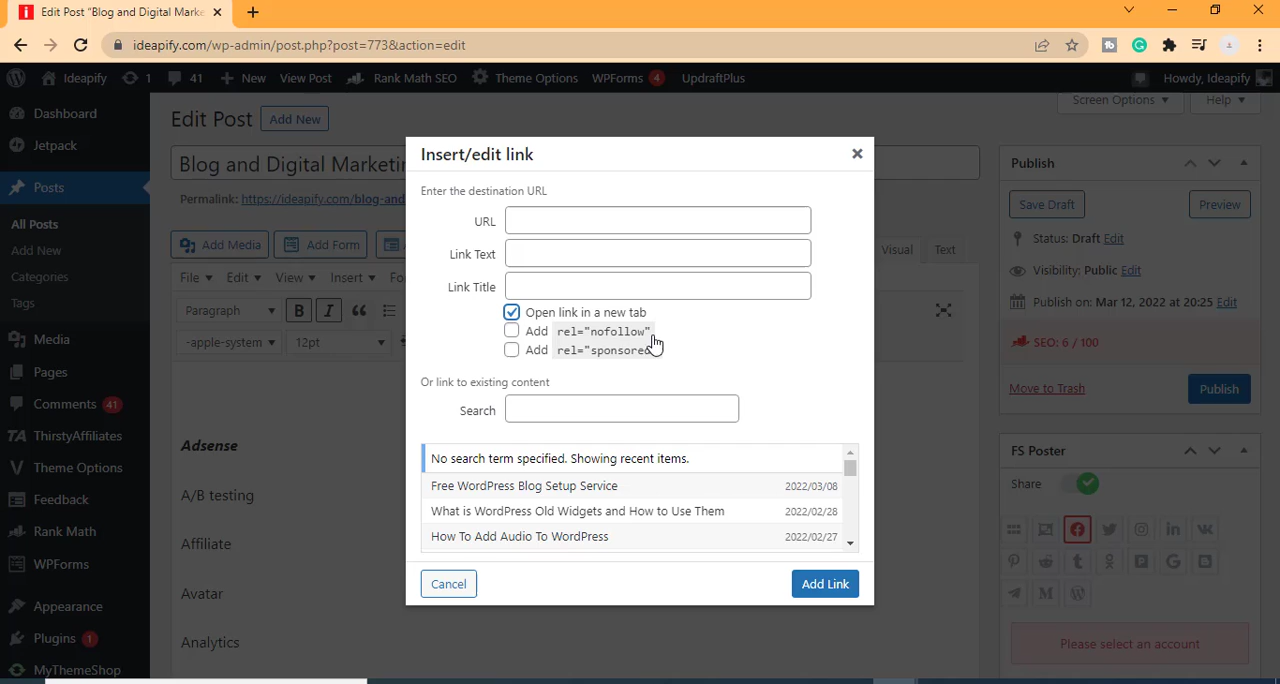 Edit Post "Blog and Digital Marke
ideapify.com/wp-admin/post.php?post=773&action=edit
Ideapify 1 41 New View Post Rank Math SEO Theme Options WPForms 4 UpdraftPlus Howdy, Ideapify
Dashboard
Jetpack
Posts
All Posts
Add New
Categories
Tags
Media
Pages
Comments 41
ThirstyAffiliates
Theme Options
Feedback
Rank Math
WPForms
Appearance
Plugins 1
MyThemeShop
Screen Options Help
Edit Post Add New
Blog and Digital Marketin
Permalink: https://ideapify.com/blog-and
Add Media Add Form
Visual Text
File Edit View Insert Fo
Paragraph B I
-apple-system 12pt
Adsense
A/B testing
Affiliate
Avatar
Analytics
Insert/edit link
Enter the destination URL
URL
Link Text
Link Title
Open link in a new tab
Add rel="nofollow"
Add rel="sponsored
Or link to existing content
Search
No search term specified. Showing recent items.
Free WordPress Blog Setup Service 2022/03/08
What is WordPress Old Widgets and How to Use Them 2022/02/28
How To Add Audio To WordPress 2022/02/27
Cancel Add Link
Publish
Save Draft Preview
Status: Draft Edit
Visibility: Public Edit
Publish on: Mar 12, 2022 at 20:25 Edit
SEO: 6 / 100
Move to Trash Publish
FS Poster
Share
Please select an account